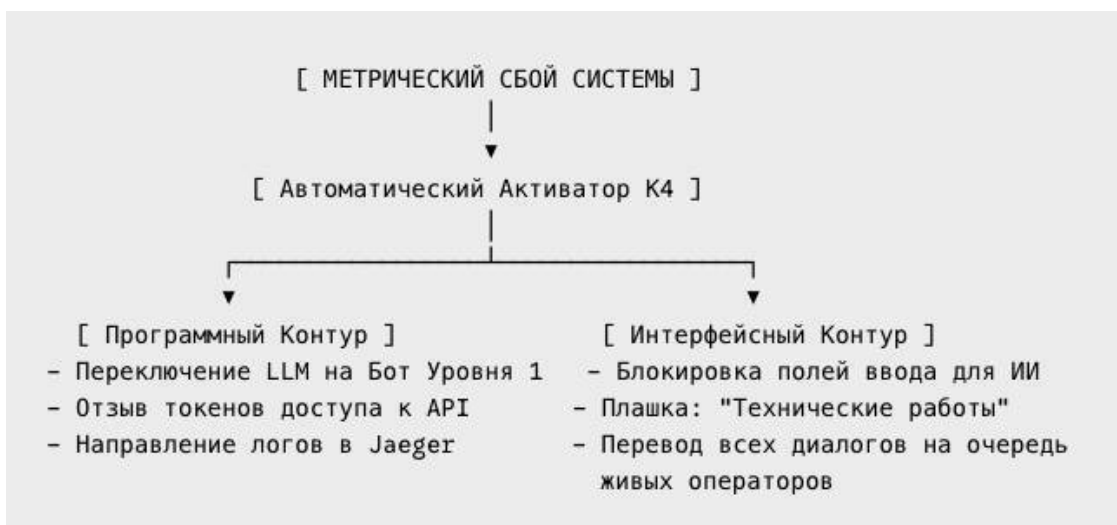 [ МЕТРИЧЕСКИЙ СБОЙ СИСТЕМЫ ]
[ Автоматический Активатор K4 ]
[ Программный Контур ]
– Переключение LLM на Бот Уровня 1
– Отзыв токенов доступа к API
– Направление логов в Jaeger
[ Интерфейсный Контур ]
– Блокировка полей ввода для ИИ
– Плашка: "Технические работы"
– Перевод всех диалогов на очередь
живых операторов